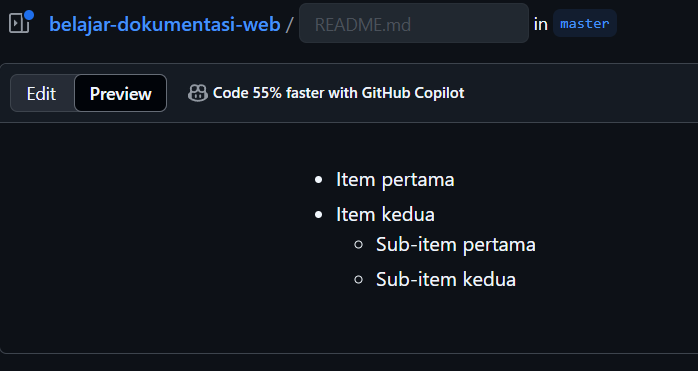 belajar-dokumentasi-web / README.md in master
Edit Preview Code 55% faster with GitHub Copilot
Item pertama
Item kedua
Sub-item pertama
Sub-item kedua